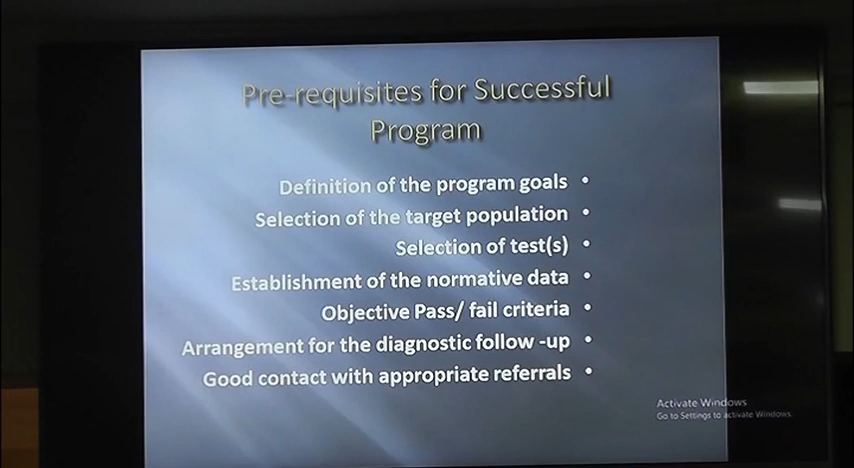 Pre-requisites for Successful
Program
Definition of the program goals •
Selection of the target population •
Selection of test(s) •
Establishment of the normative data •
Objective Pass/ fail criteria •
Arrangement for the diagnostic follow -up •
Good contact with appropriate referrals •
Activate Windows
Go to Settings to activate Windows.